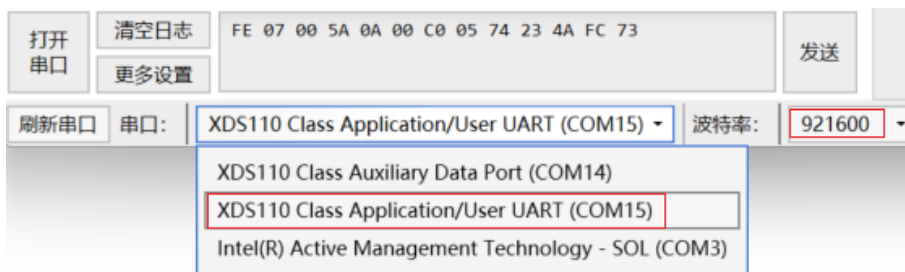 打开
串口
清空日志
更多设置
FE 07 00 5A 0A 00 C0 05 74 23 4A FC 73
发送
刷新串口 串口: XDS110 Class Application/User UART (COM15) 波特率: 921600
XDS110 Class Auxiliary Data Port (COM14)
XDS110 Class Application/User UART (COM15)
Intel(R) Active Management Technology - SOL (COM3)